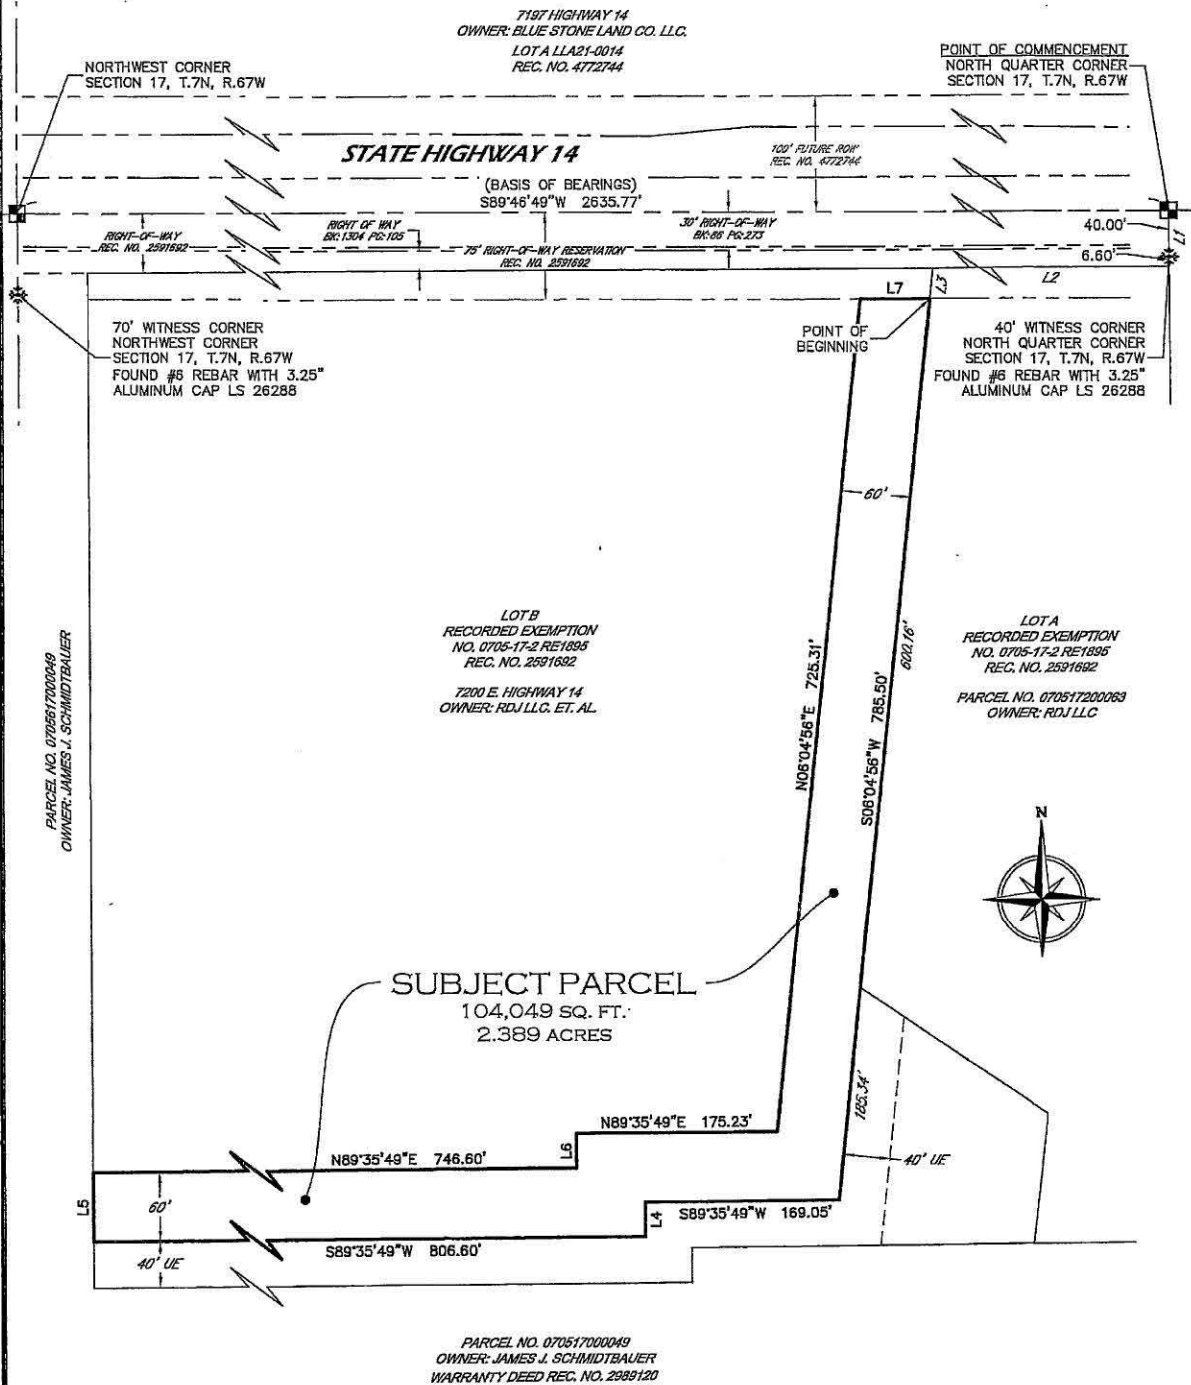 7197 HIGHWAY 14
OWNER: BLUE STONE LAND CO. LLC.
LOT A LLA21-0014
REC. NO. 4772744
NORTHWEST CORNER
SECTION 17, T.7N, R.67W
POINT OF COMMENCEMENT
NORTH QUARTER CORNER
SECTION 17, T.7N, R.67W
STATE HIGHWAY 14
100' FUTURE ROW
REC. NO. 4772744
(BASIS OF BEARINGS)
S89°46'49"W 2635.77'
RIGHT-OF-WAY
REC. NO. 2591692
RIGHT OF WAY
BK:1304 PG:105
30' RIGHT-OF-WAY
BK:86 PG:273
75' RIGHT-OF-WAY RESERVATION
REC. NO. 2591692
40.00'
L1
6.60'
L2
L3
L7
POINT OF
BEGINNING
70' WITNESS CORNER
NORTHWEST CORNER
SECTION 17, T.7N, R.67W
FOUND #6 REBAR WITH 3.25"
ALUMINUM CAP LS 26288
40' WITNESS CORNER
NORTH QUARTER CORNER
SECTION 17, T.7N, R.67W
FOUND #6 REBAR WITH 3.25"
ALUMINUM CAP LS 26288
60'
LOT B
RECORDED EXEMPTION
NO. 0705-17-2 RE1895
REC. NO. 2591692
7200 E. HIGHWAY 14
OWNER: RDJ LLC. ET. AL.
LOT A
RECORDED EXEMPTION
NO. 0705-17-2 RE1895
REC. NO. 2591692
PARCEL NO. 070517200063
OWNER: RDJ LLC
PARCEL NO. 0705617000049
OWNER: JAMES J. SCHMIDTBAUER
N06°04'56"E 725.31'
S06°04'56"W 785.50'
600.16'
N
SUBJECT PARCEL
104,049 SQ. FT.
2.389 ACRES
185.34'
N89°35'49"E 175.23'
L6
N89°35'49"E 746.60'
40' UE
L5
60'
L4
S89°35'49"W 169.05'
S89°35'49"W 806.60'
40' UE
PARCEL NO. 070517000049
OWNER: JAMES J. SCHMIDTBAUER
WARRANTY DEED REC. NO. 2989120